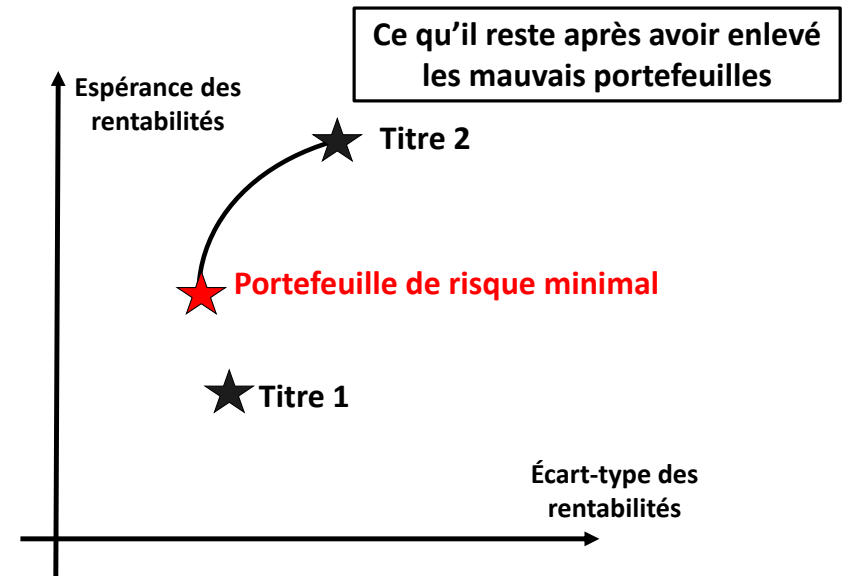 Ce qu’il reste après avoir enlevé
les mauvais portefeuilles
Espérance des
rentabilités
Titre 2
Portefeuille de risque minimal
Titre 1
Écart-type des
rentabilités